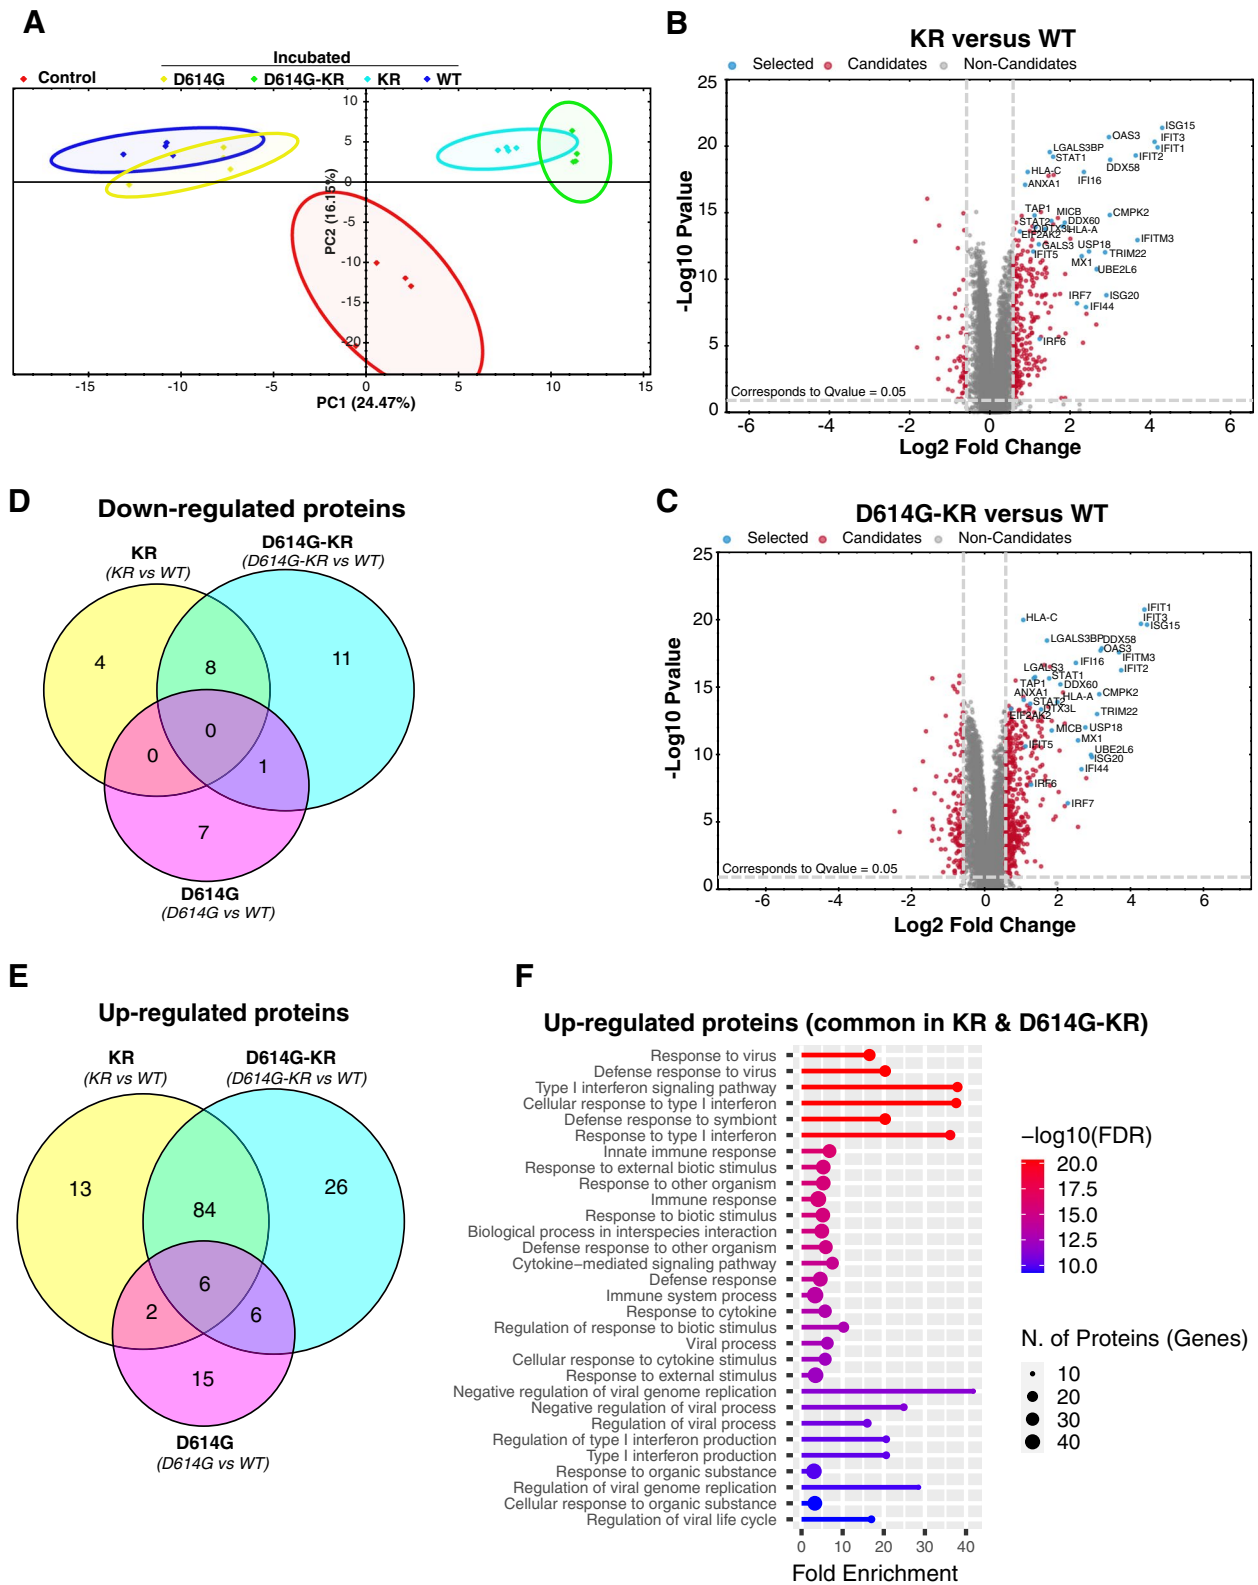 A
Incubated
Control
D614G
D614G-KR
KR
WT
10
5
0
-5
-10
-15
-20
PC2 (16.15%)
-15
-10
-5
0
5
10
15
PC1 (24.47%)
B
KR versus WT
Selected
Candidates
Non-Candidates
25
20
15
10
5
0
-Log10 Pvalue
ISG15
OAS3
IFIT3
IFIT1
LGALS3BP
STAT1
IFIT2
DDX58
HLA-C
IFI16
ANXA1
TAP1
MICB
CMPK2
STAT2
DDX60
DTX3L
HLA-A
EIF2AK2
IFITM3
GALS3
USP18
IFIT5
TRIM22
MX1
UBE2L6
IRF7
ISG20
IFI44
IRF6
Corresponds to Qvalue = 0.05
-6
-4
-2
0
2
4
6
Log2 Fold Change
C
D614G-KR versus WT
Selected
Candidates
Non-Candidates
25
20
15
10
5
0
-Log10 Pvalue
IFIT1
HLA-C
IFIT3
ISG15
LGALS3BP
DDX58
OAS3
IFITM3
IFI16
LGALS3
IFIT2
STAT1
TAP1
DDX60
ANXA1
HLA-A
CMPK2
STAT2
DTX3L
EIF2AK2
TRIM22
MICB
USP18
MX1
IFIT5
UBE2L6
ISG20
IFI44
IRF6
IRF7
Corresponds to Qvalue = 0.05
-6
-4
-2
0
2
4
6
Log2 Fold Change
D
Down-regulated proteins
KR
(KR vs WT)
D614G-KR
(D614G-KR vs WT)
4
8
11
0
0
1
7
D614G
(D614G vs WT)
E
Up-regulated proteins
KR
(KR vs WT)
D614G-KR
(D614G-KR vs WT)
13
84
26
6
2
6
15
D614G
(D614G vs WT)
F
Up-regulated proteins (common in KR & D614G-KR)
Response to virus
Defense response to virus
Type I interferon signaling pathway
Cellular response to type I interferon
Defense response to symbiont
Response to type I interferon
Innate immune response
Response to external biotic stimulus
Response to other organism
Immune response
Response to biotic stimulus
Biological process in interspecies interaction
Defense response to other organism
Cytokine−mediated signaling pathway
Defense response
Immune system process
Response to cytokine
Regulation of response to biotic stimulus
Viral process
Cellular response to cytokine stimulus
Response to external stimulus
Negative regulation of viral genome replication
Negative regulation of viral process
Regulation of viral process
Regulation of type I interferon production
Type I interferon production
Response to organic substance
Regulation of viral genome replication
Cellular response to organic substance
Regulation of viral life cycle
0
10
20
30
40
Fold Enrichment
−log10(FDR)
20.0
17.5
15.0
12.5
10.0
N. of Proteins (Genes)
10
20
30
40